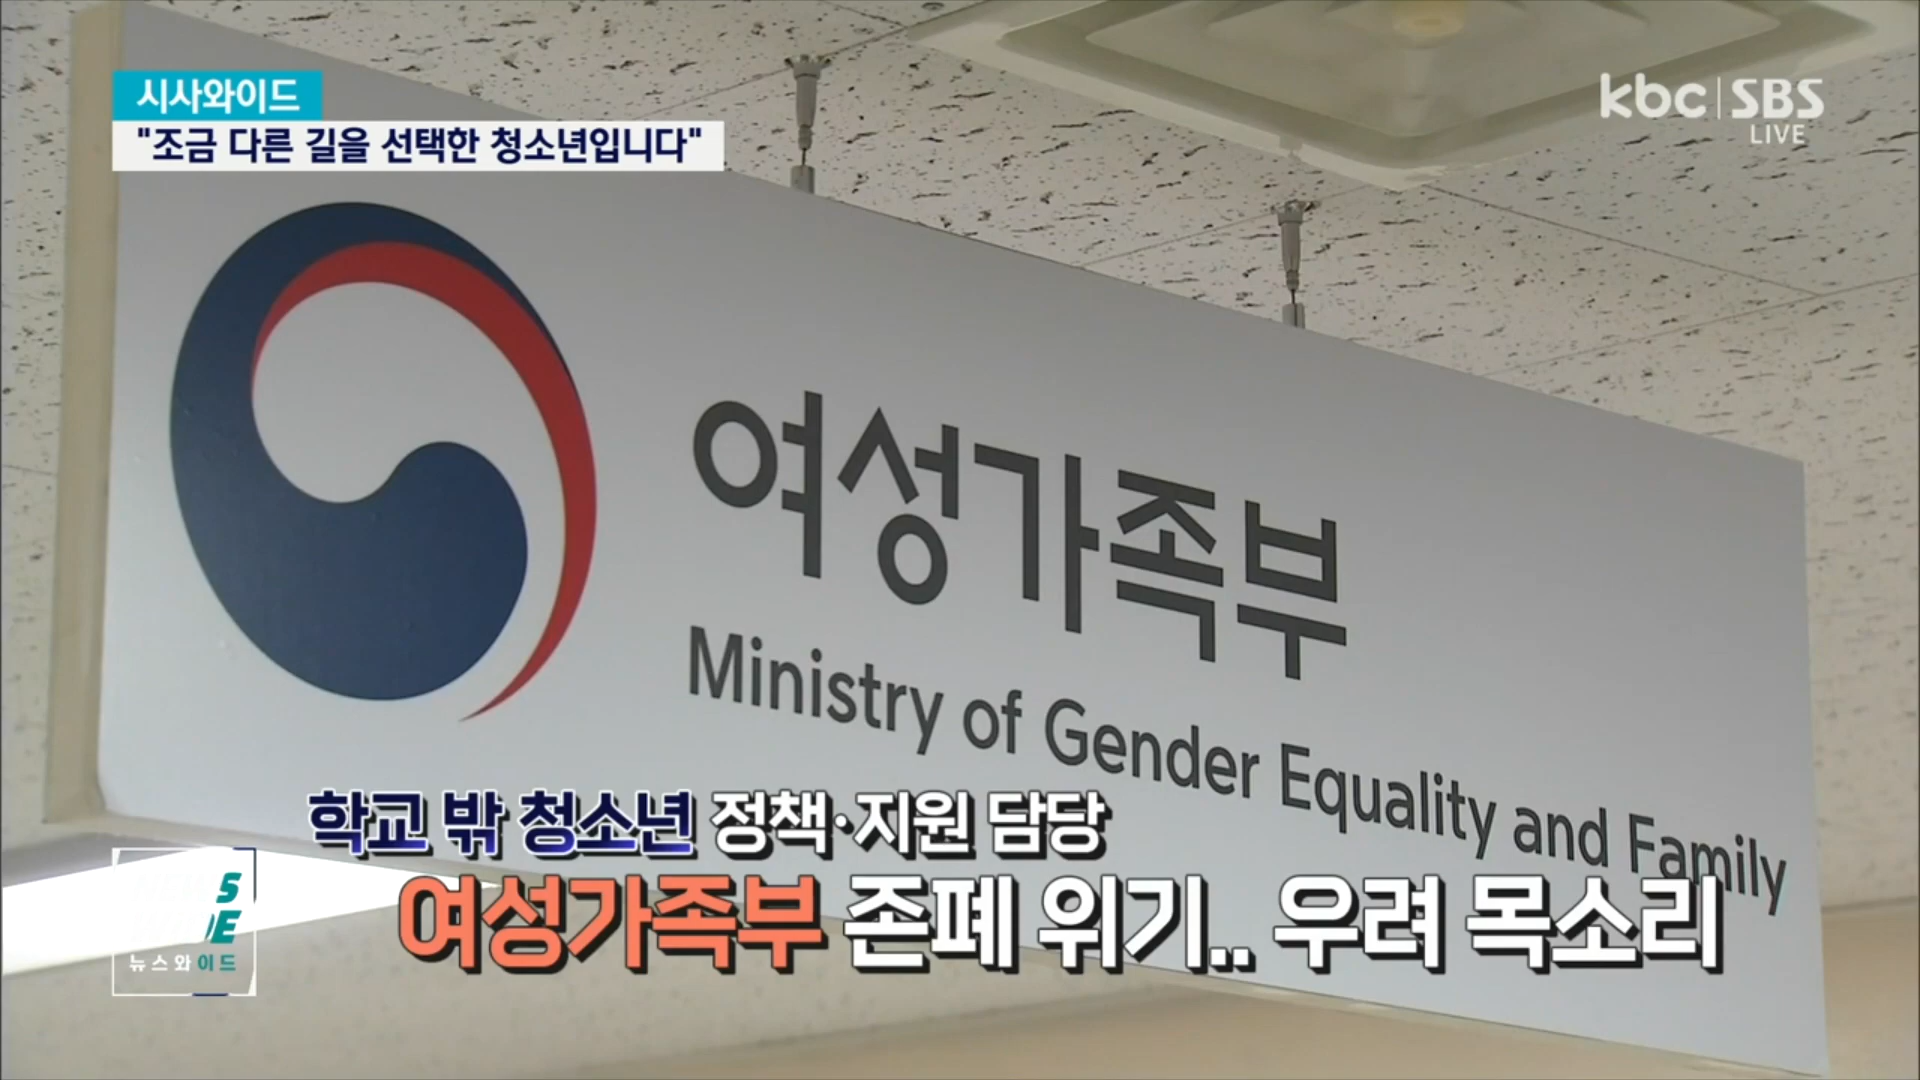 시사와이드
"조금 다른 길을 선택한 청소년입니다"
kbc SBS
LIVE
여성가족부
Ministry of Gender Equality and Family
학교 밖 청소년 정책·지원 담당
여성가족부 존폐 위기.. 우려 목소리
뉴스와이드